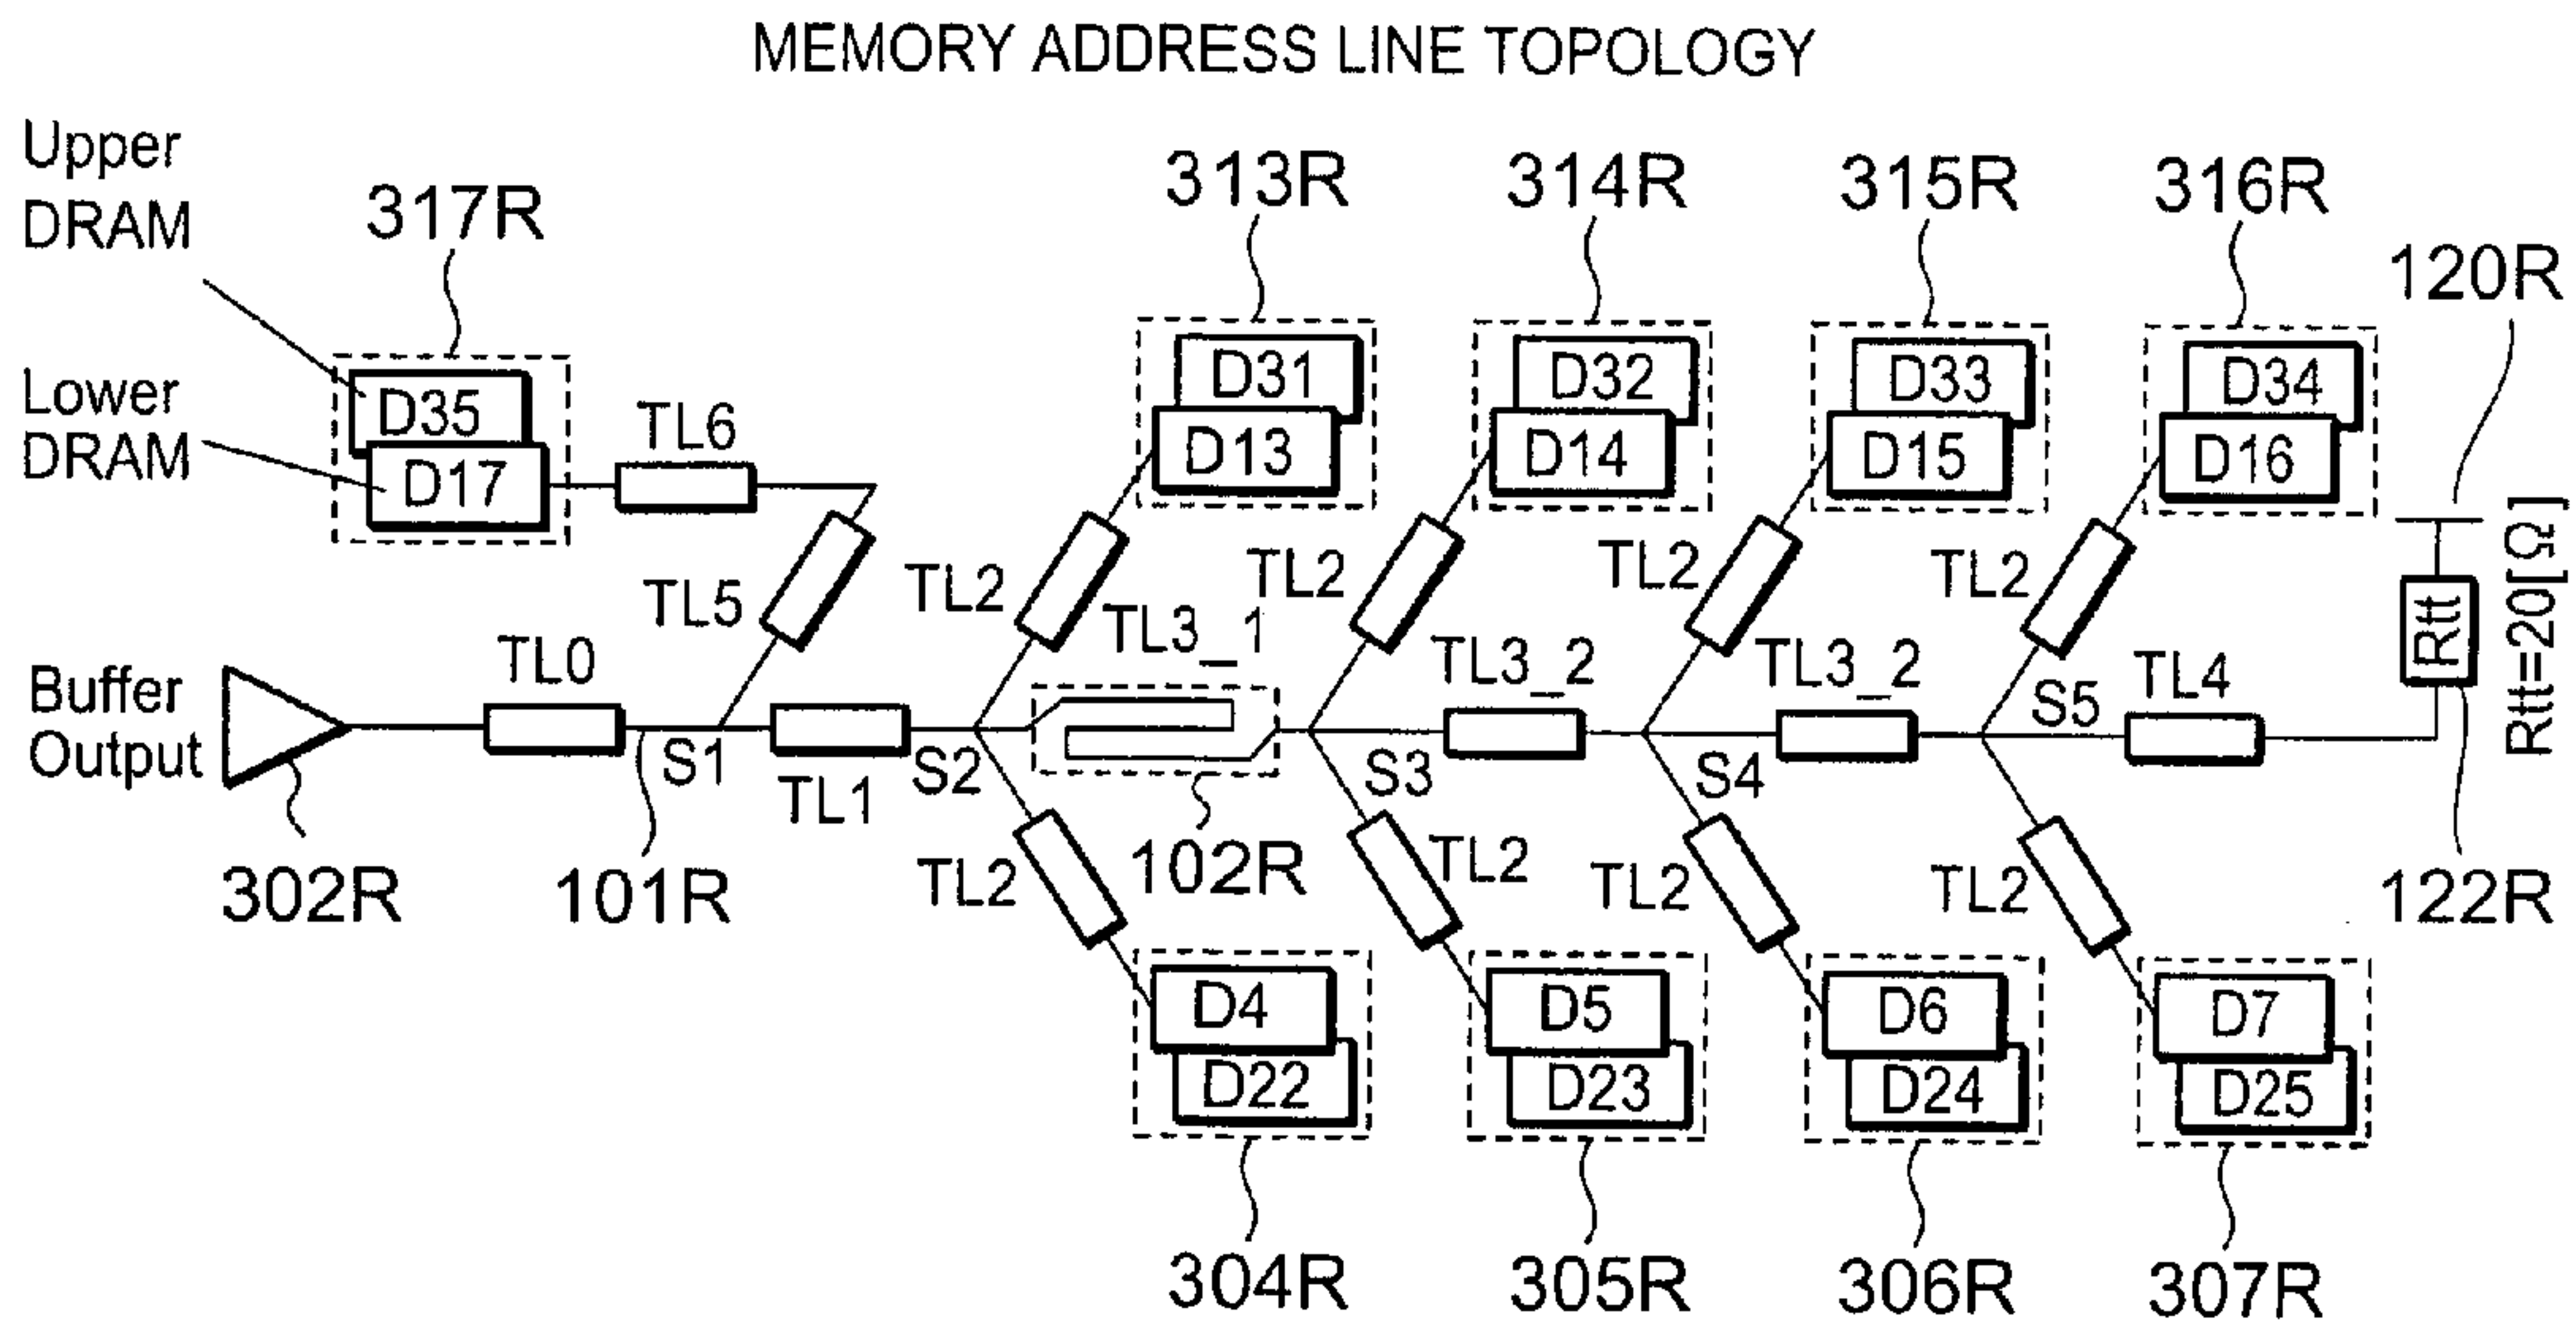 MEMORY ADDRESS LINE TOPOLOGY
Upper
DRAM
317R
313R
314R
315R
316R
120R
Lower
DRAM
D35
D17
TL6
D31
D13
D32
D14
D33
D15
D34
D16
TL5
TL2
TL3_1
TL2
TL2
TL2
Rtt
Rtt=20[Ω]
Buffer
Output
TL0
S1
TL1
S2
S3
TL3_2
S4
TL3_2
S5
TL4
302R
101R
TL2
102R
TL2
TL2
TL2
122R
D4
D22
D5
D23
D6
D24
D7
D25
304R
305R
306R
307R